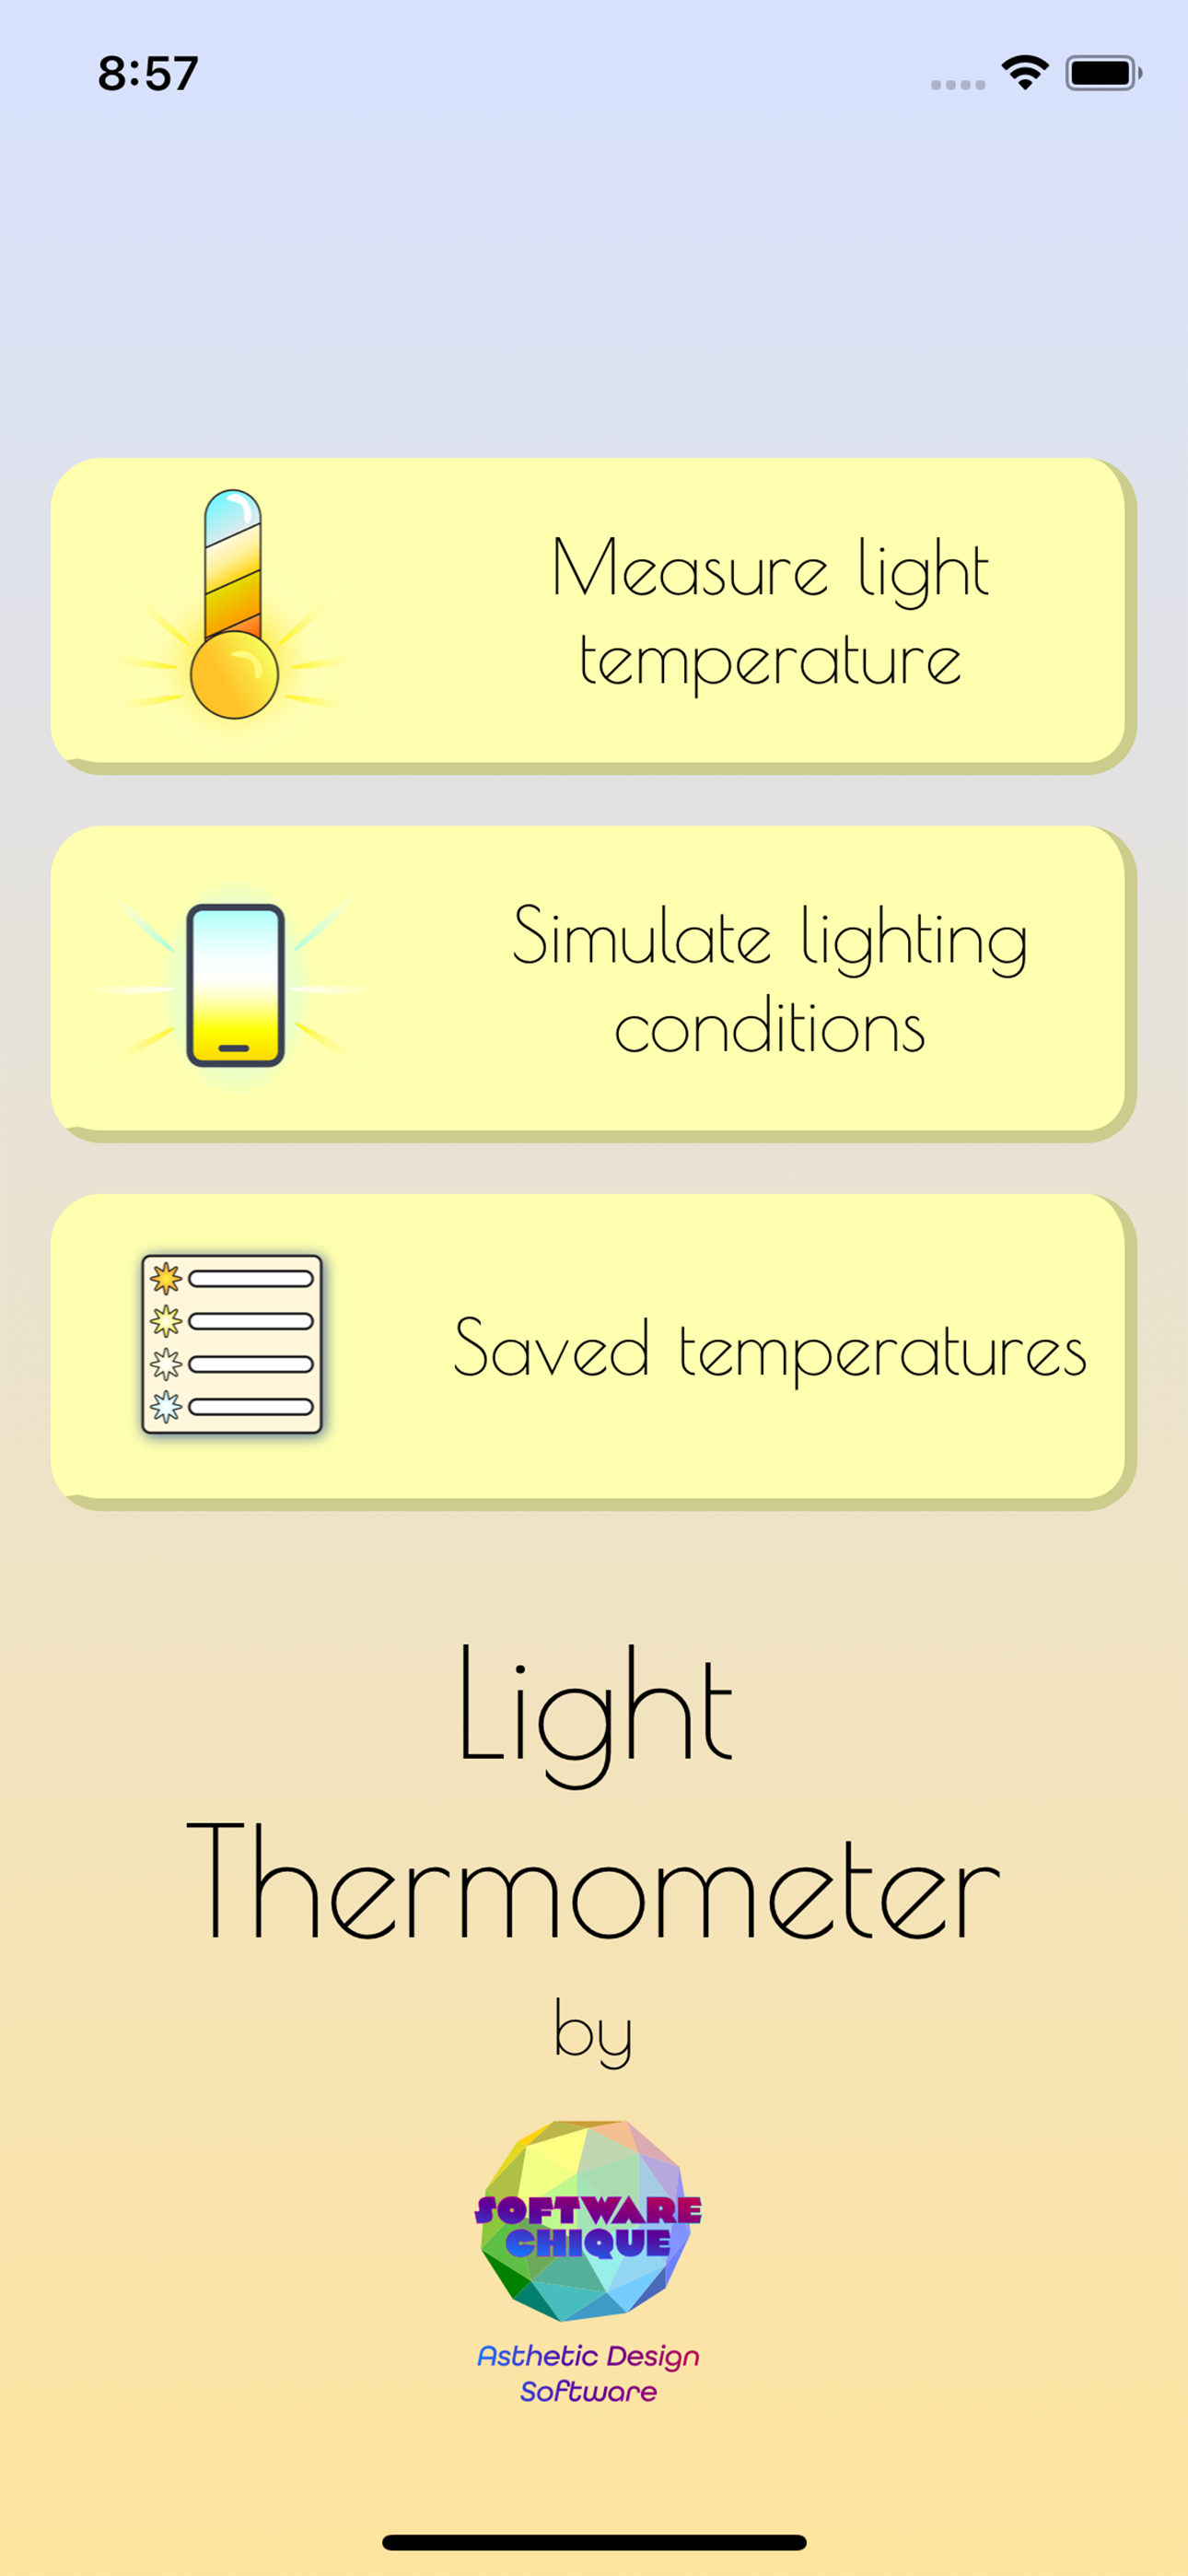 8:57
Measure light
temperature
Simulate lighting
conditions
Saved temperatures
Light
Thermometer
by
SOFTWARE
CHIQUE
Asthetic Design
Software